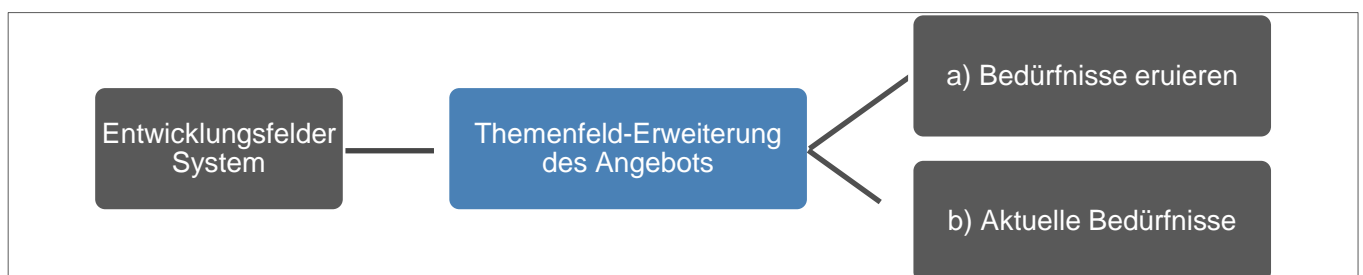 Entwicklungsfelder
System
Themenfeld-Erweiterung
des Angebots
a) Bedürfnisse eruieren
b) Aktuelle Bedürfnisse